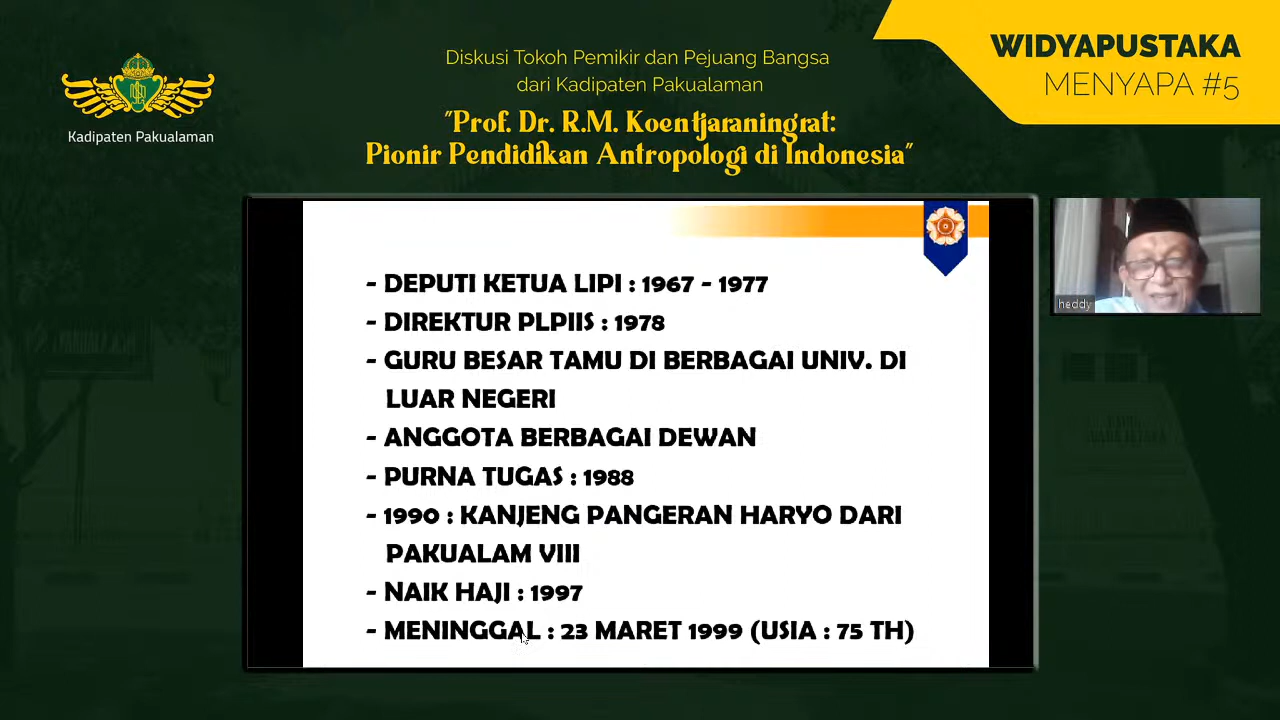 Diskusi Tokoh Pemikir dan Pejuang Bangsa
dari Kadipaten Pakualaman
"Prof. Dr. R.M. Koentjaraningrat:
Pionir Pendidikan Antropologi di Indonesia"
WIDYAPUSTAKA
MENYAPA #5
Kadipaten Pakualaman
- DEPUTI KETUA LIPI : 1967 - 1977
- DIREKTUR PLPIIS : 1978
- GURU BESAR TAMU DI BERBAGAI UNIV. DI
LUAR NEGERI
- ANGGOTA BERBAGAI DEWAN
- PURNA TUGAS : 1988
- 1990 : KANJENG PANGERAN HARYO DARI
PAKUALAM VIII
- NAIK HAJI : 1997
- MENINGGAL : 23 MARET 1999 (USIA : 75 TH)
heddy